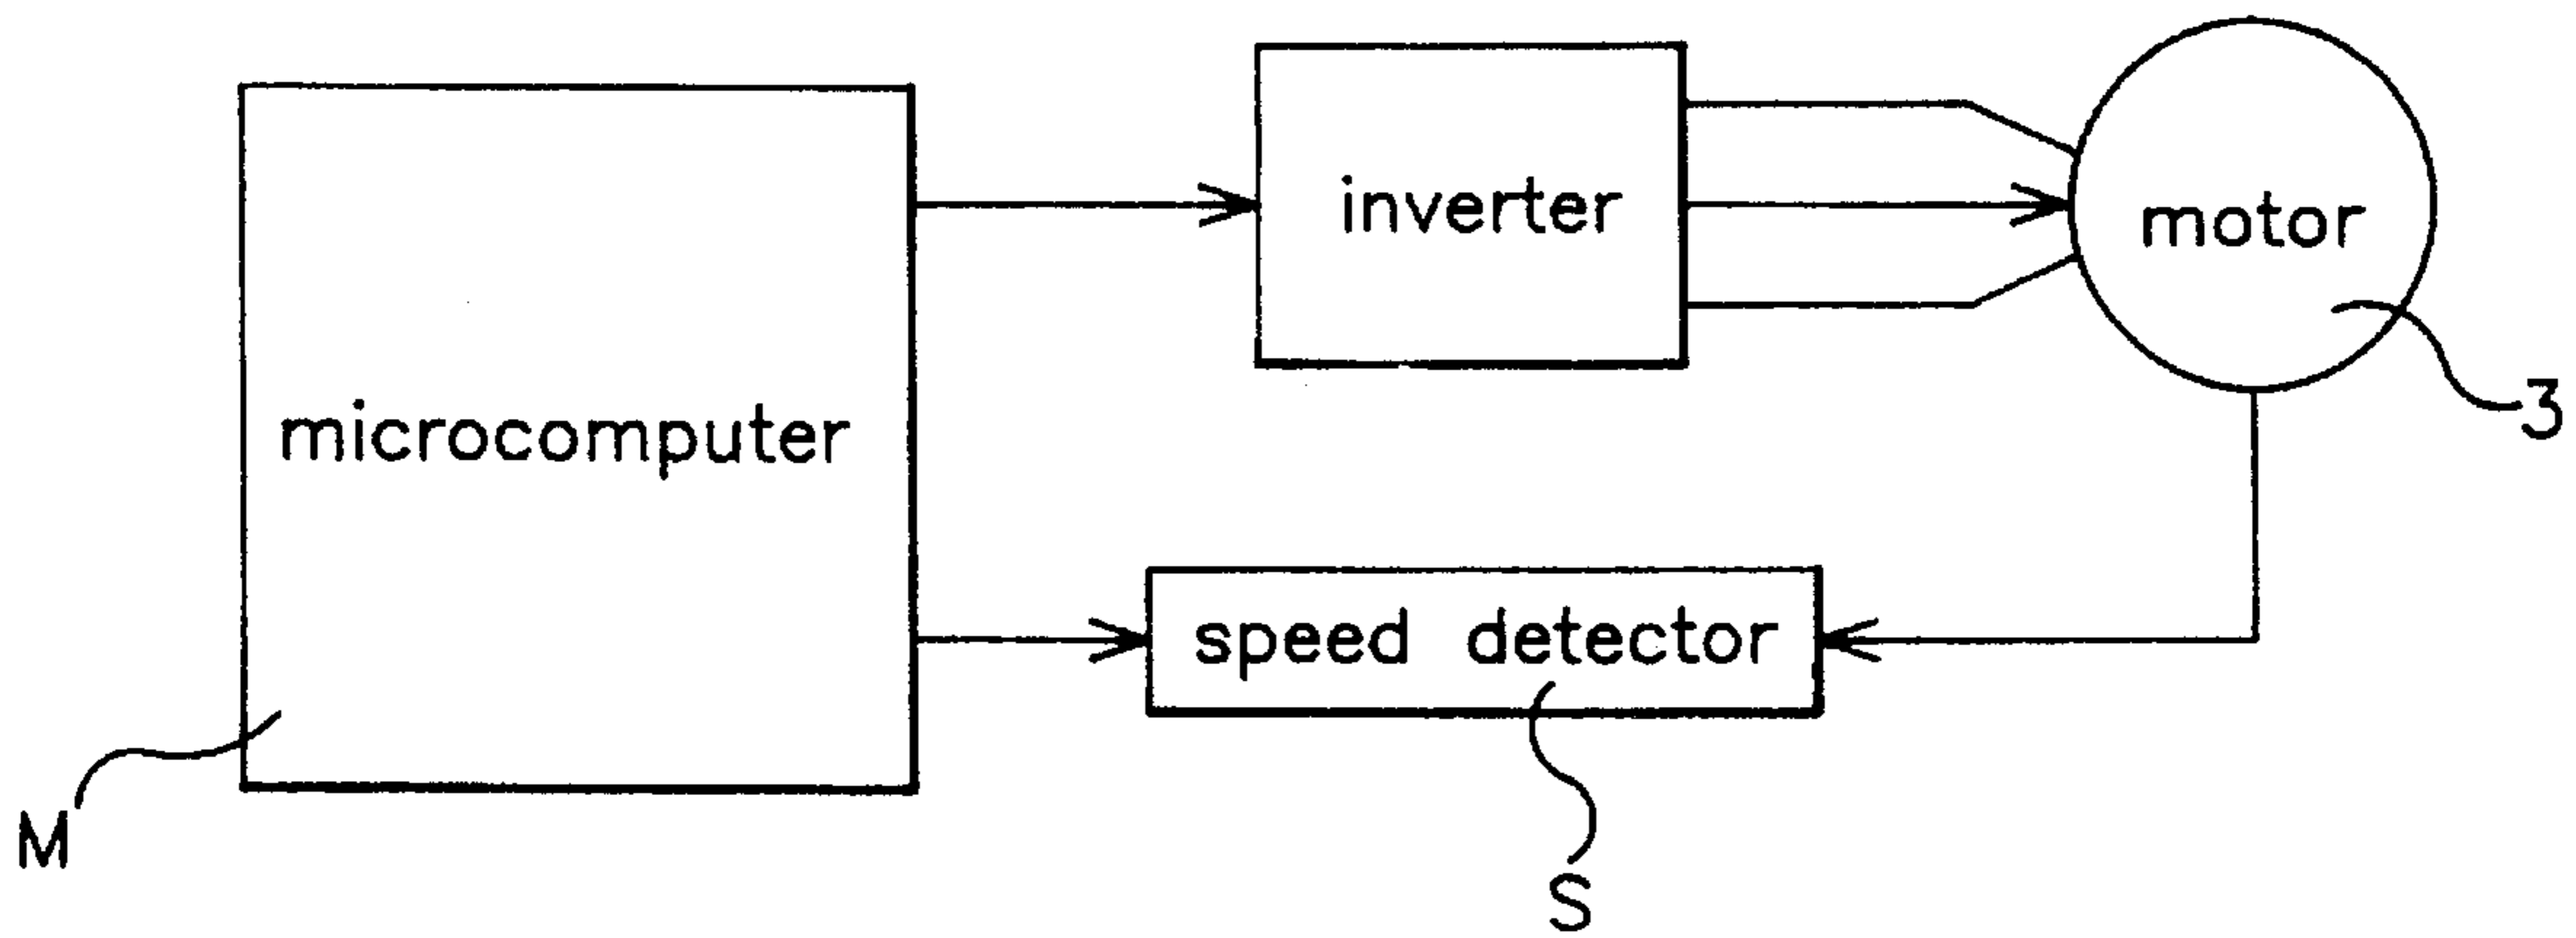 inverter
motor
microcomputer
3
speed detector
M
S